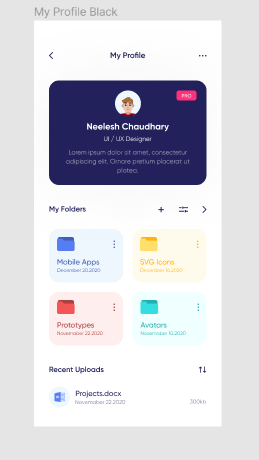 My Profile Black
My Profile
PRO
Neelesh Chaudhary
UI / UX Designer
Lorem ipsum dolor sit amet, consectetur
adipiscing elit. Ornare pretium placerat ut
platea.
My Folders
Mobile Apps
December 20.2020
SVG Icons
December 14.2020
Prototypes
November 22.2020
Avatars
November 10.2020
Recent Uploads
Projects.docx
November 22.2020
300kb